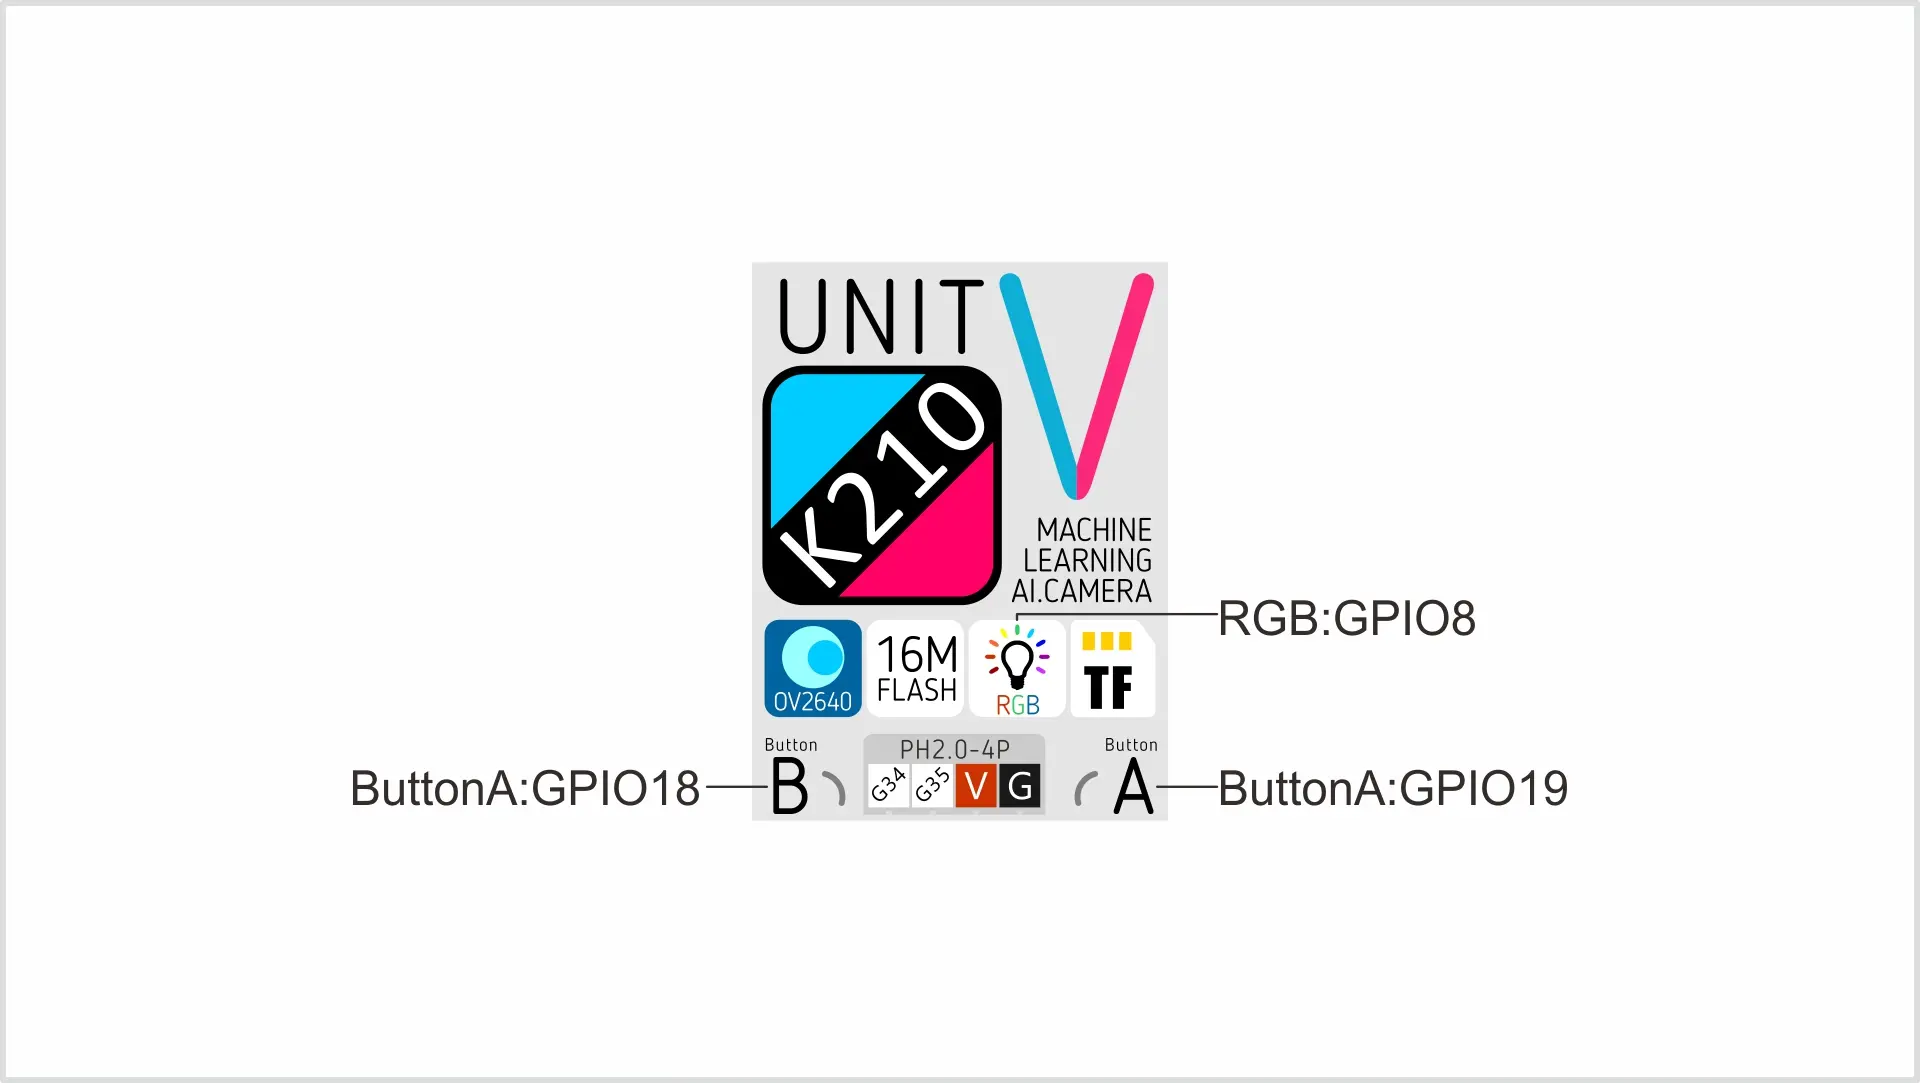 UNIT V
K210
MACHINE
LEARNING
AI.CAMERA
RGB:GPIO8
OV2640
16M
FLASH
RGB
TF
Button
B
ButtonA:GPIO18
PH2.0-4P
G34 G35 V G
Button
A
ButtonA:GPIO19